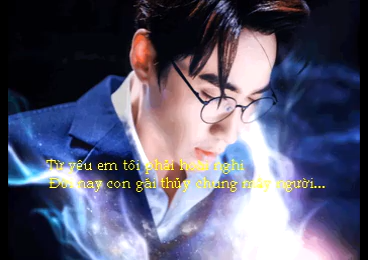 Từ yêu em tôi phải hoài nghi
Đời nay con gái thủy chung mấy người...